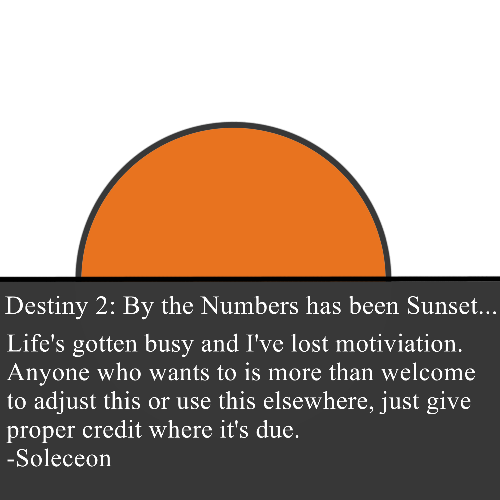 Destiny 2: By the Numbers has been Sunset...
Life's gotten busy and I've lost motiviation.
Anyone who wants to is more than welcome
to adjust this or use this elsewhere, just give
proper credit where it's due.
-Soleceon